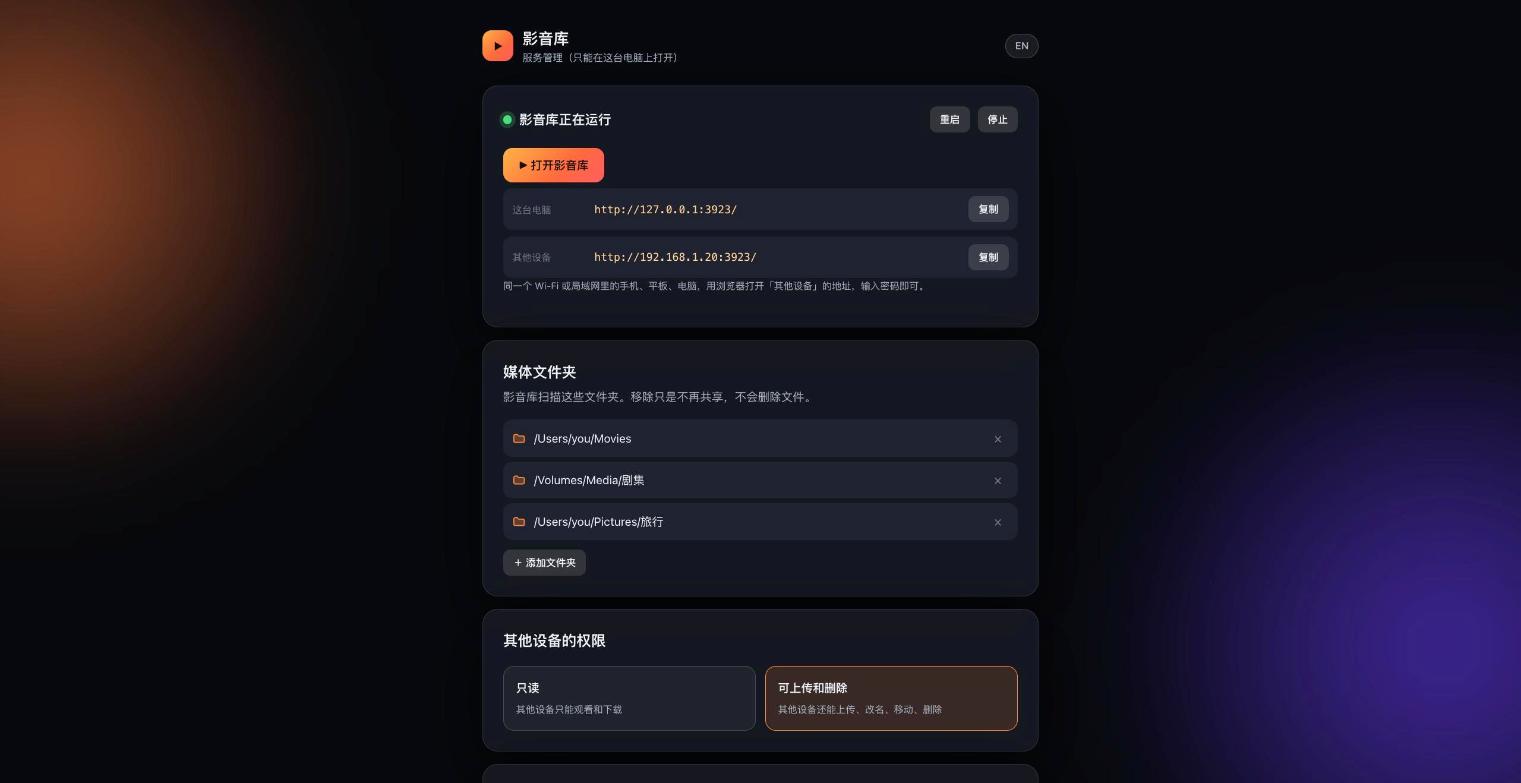 影音库
服务管理（只能在这台电脑上打开）
EN
影音库正在运行
重启
停止
▶ 打开影音库
这台电脑
http://127.0.0.1:3923/
复制
其他设备
http://192.168.1.20:3923/
复制
同一个 Wi-Fi 或局域网里的手机、平板、电脑，用浏览器打开「其他设备」的地址，输入密码即可。
媒体文件夹
影音库扫描这些文件夹。移除只是不再共享，不会删除文件。
/Users/you/Movies
/Volumes/Media/剧集
/Users/you/Pictures/旅行
+ 添加文件夹
其他设备的权限
只读
其他设备只能观看和下载
可上传和删除
其他设备还能上传、改名、移动、删除